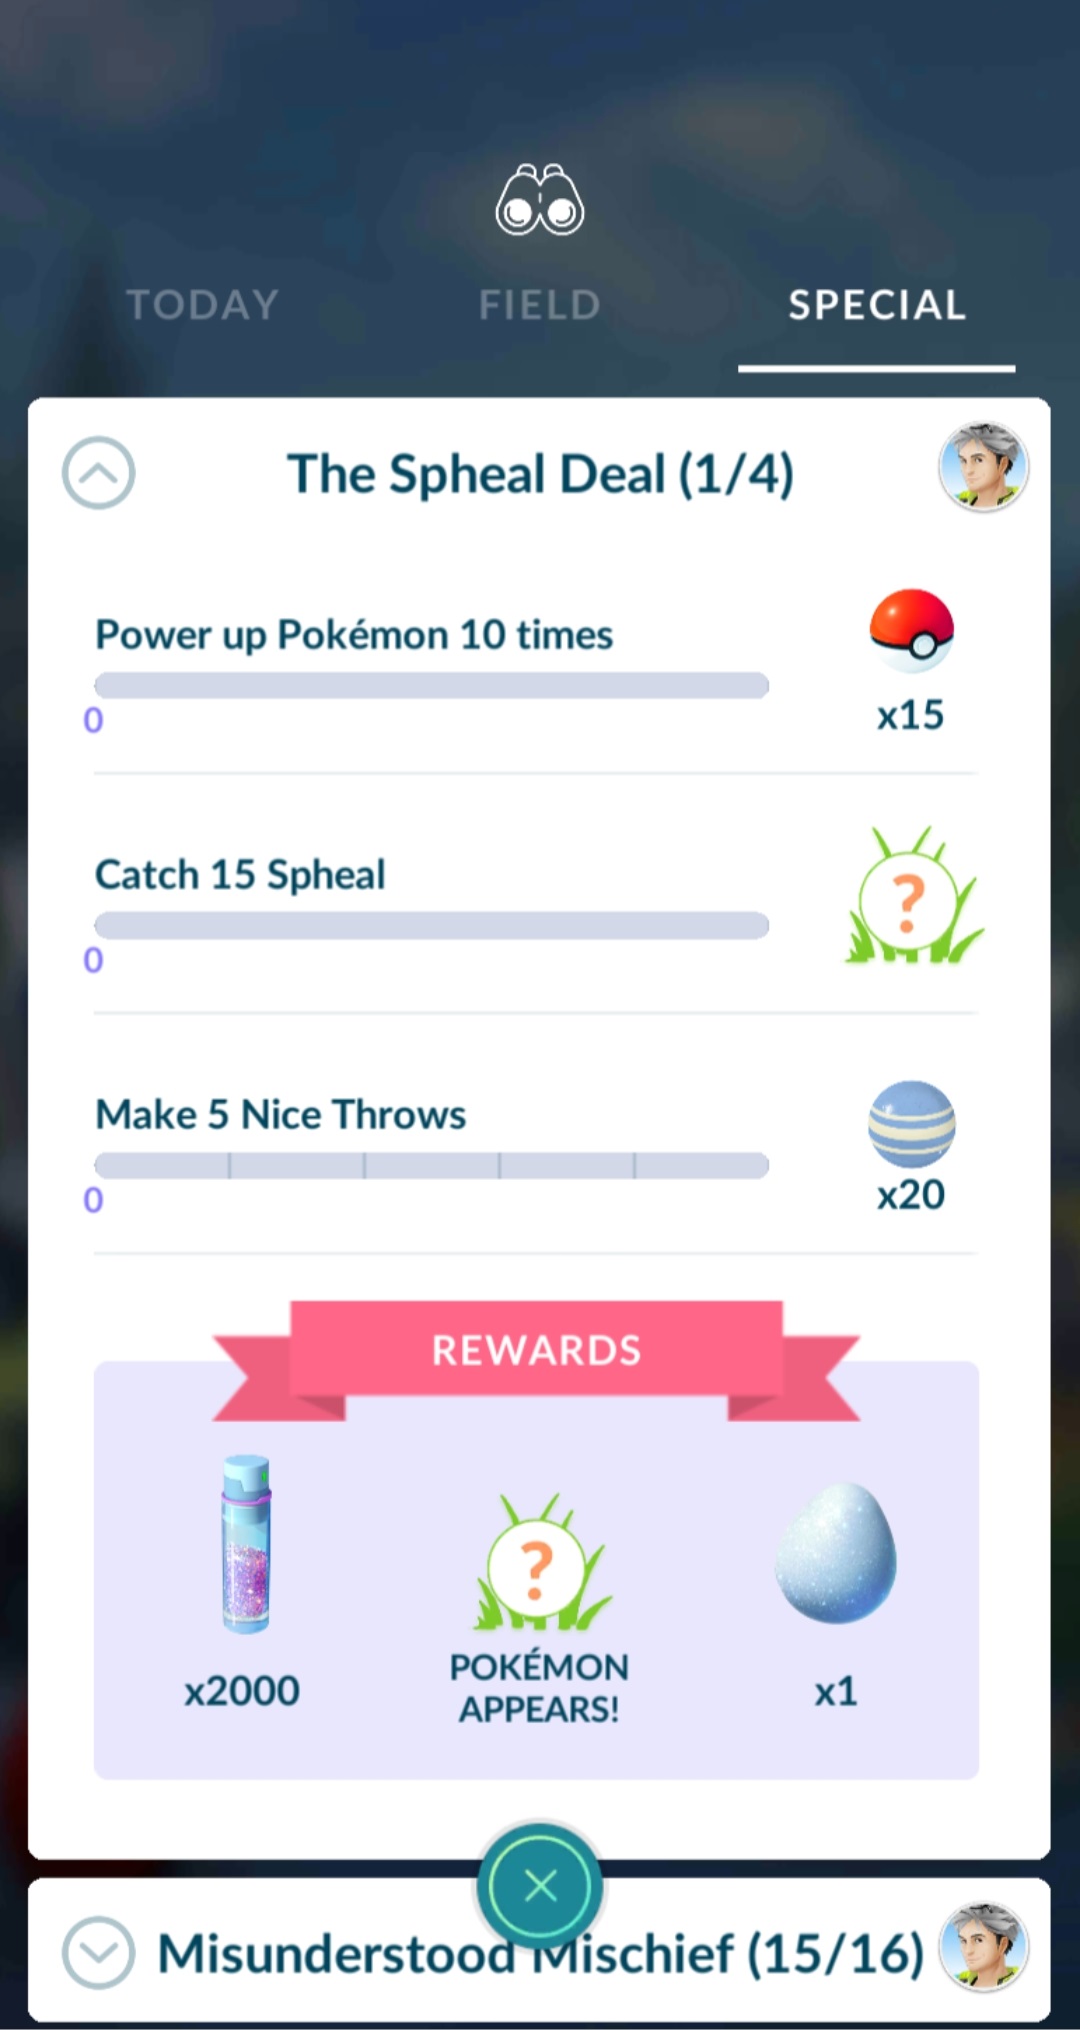 TODAY FIELD SPECIAL
The Spheal Deal (1/4)
Power up Pokémon 10 times
0
x15
Catch 15 Spheal
?
0
Make 5 Nice Throws
0
x20
REWARDS
?
x2000
POKÉMON
APPEARS!
x1
Misunderstood Mischief (15/16)